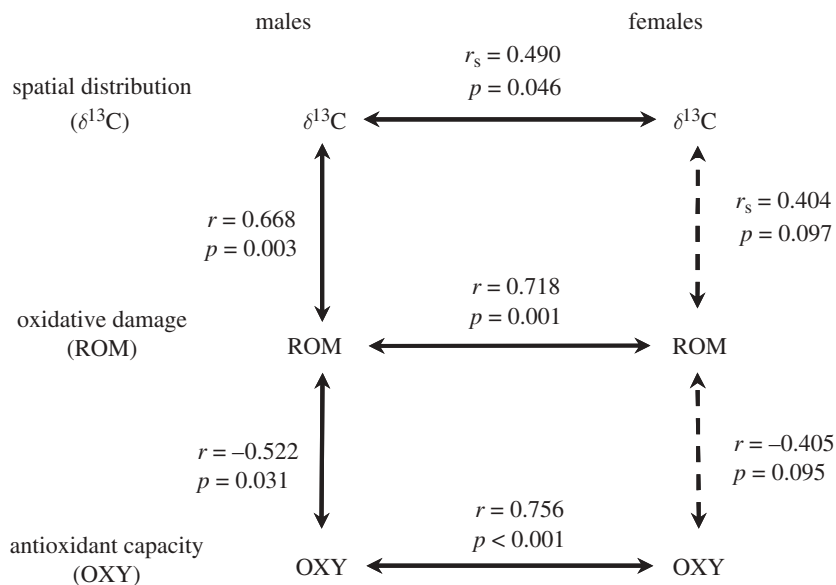 males
females
r_s = 0.490
p = 0.046
spatial distribution
(δ¹³C)
δ¹³C
δ¹³C
r = 0.668
p = 0.003
r_s = 0.404
p = 0.097
r = 0.718
p = 0.001
oxidative damage
(ROM)
ROM
ROM
r = –0.522
p = 0.031
r = –0.405
p = 0.095
r = 0.756
p < 0.001
antioxidant capacity
(OXY)
OXY
OXY